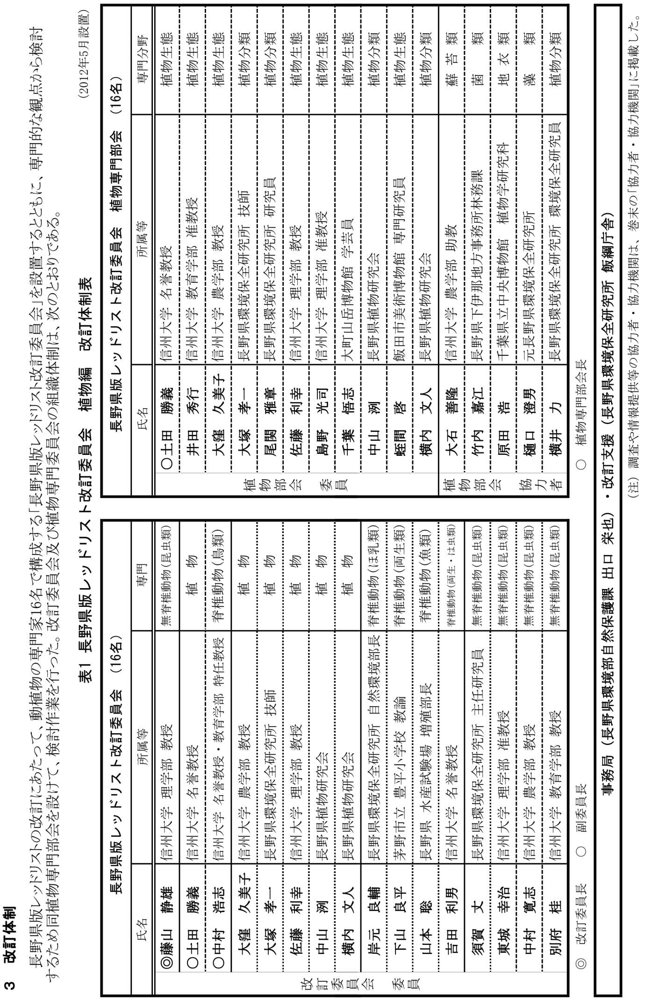 3 改訂体制
長野県版レッドリストの改訂にあたって、動植物の専門家16名で構成する「長野県版レッドリスト改訂委員会」を設置するとともに、専門的な観点から検討
するため同植物専門部会を設けて、検討作業を行った。改訂委員会及び植物専門委員会の組織体制は、次のとおりである。
表1 長野県版レッドリスト改訂委員会 植物編 改訂体制表
(2012年5月設置)
長野県版レッドリスト改訂委員会 (16名)
氏名 所属等 専門
改訂委員会 委員
◎藤山 静雄 信州大学 理学部 教授 無脊椎動物(昆虫類)
○土田 勝義 信州大学 名誉教授 植物
○中村 浩志 信州大学 名誉教授・教育学部 特任教授 脊椎動物(鳥類)
大窪 久美子 信州大学 農学部 教授 植物
大塚 孝一 長野県環境保全研究所 技師 植物
佐藤 利幸 信州大学 理学部 教授 植物
中山 洌 長野県植物研究会 植物
横内 文人 長野県植物研究会 植物
岸元 良輔 長野県環境保全研究所 自然環境部長 脊椎動物(ほ乳類)
下山 良平 茅野市立 豊平小学校 教諭 脊椎動物(両生類)
山本 聡 長野県 水産試験場 増殖部長 脊椎動物(魚類)
吉田 利男 信州大学 名誉教授 脊椎動物(両生・は虫類)
須賀 丈 長野県環境保全研究所 主任研究員 無脊椎動物(昆虫類)
東城 幸治 信州大学 理学部 准教授 無脊椎動物(昆虫類)
中村 寛志 信州大学 農学部 教授 無脊椎動物(昆虫類)
別府 桂 信州大学 教育学部 教授 無脊椎動物(昆虫類)
◎ 改訂委員長 ○ 副委員長
長野県版レッドリスト改訂委員会 植物専門部会 (16名)
氏名 所属等 専門分野
植物部会 委員
○土田 勝義 信州大学 名誉教授 植物生態
井田 秀行 信州大学 教育学部 准教授 植物生態
大窪 久美子 信州大学 農学部 教授 植物生態
大塚 孝一 長野県環境保全研究所 技師 植物分類
尾関 雅章 長野県環境保全研究所 研究員 植物分類
佐藤 利幸 信州大学 理学部 教授 植物生態
島野 光司 信州大学 理学部 准教授 植物生態
千葉 悟志 大町山岳博物館 学芸員 植物生態
中山 洌 長野県植物研究会 植物分類
蛭間 啓 飯田市美術博物館 専門研究員 植物生態
横内 文人 長野県植物研究会 植物分類
植物部会 協力者
大石 善隆 信州大学 農学部 助教 蘚苔類
竹内 嘉江 長野県下伊那地方事務所林務課 菌類
原田 浩 千葉県立中央博物館 植物学研究科 地衣類
樋口 澄男 元長野県環境保全研究所 藻類
横井 力 長野県環境保全研究所 環境保全研究員 植物分類
○ 植物専門部会長
事務局(長野県環境部自然保護課 出口 栄也)・改訂支援(長野県環境保全研究所 飯綱庁舎)
(注) 調査や情報提供等の協力者・協力機関は、巻末の「協力者・協力機関」に掲載した。